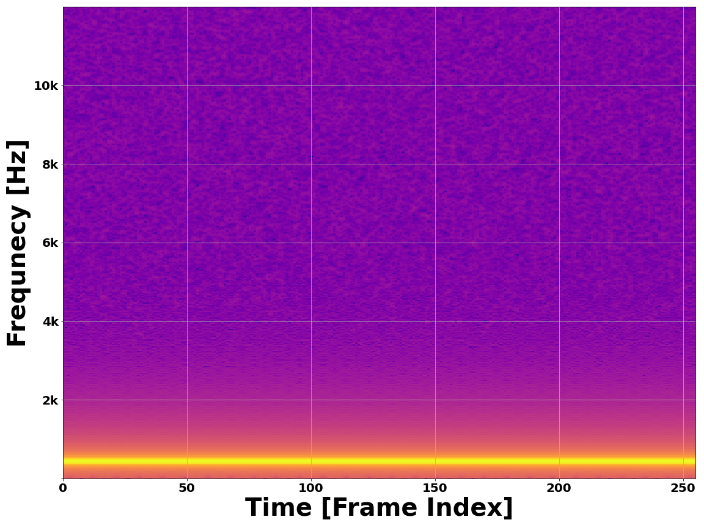 Frequnecy [Hz]
10k
8k
6k
4k
2k
0 50 100 150 200 250
Time [Frame Index]